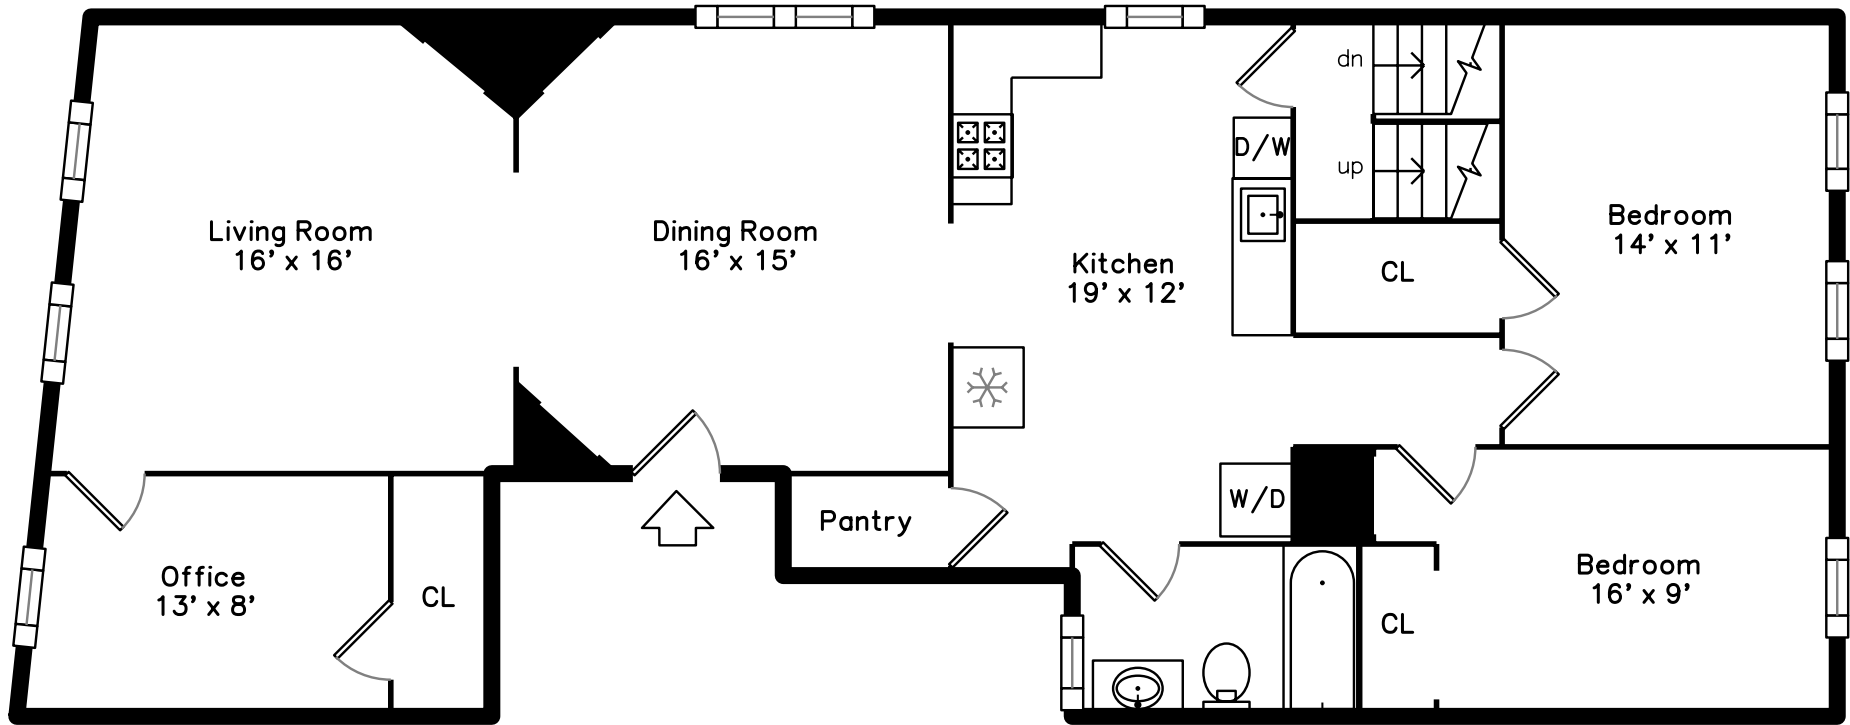 dn
D/W
up
Living Room
16' x 16'
Dining Room
16' x 15'
Kitchen
19' x 12'
CL
Bedroom
14' x 11'
Office
13' x 8'
CL
Pantry
W/D
CL
Bedroom
16' x 9'